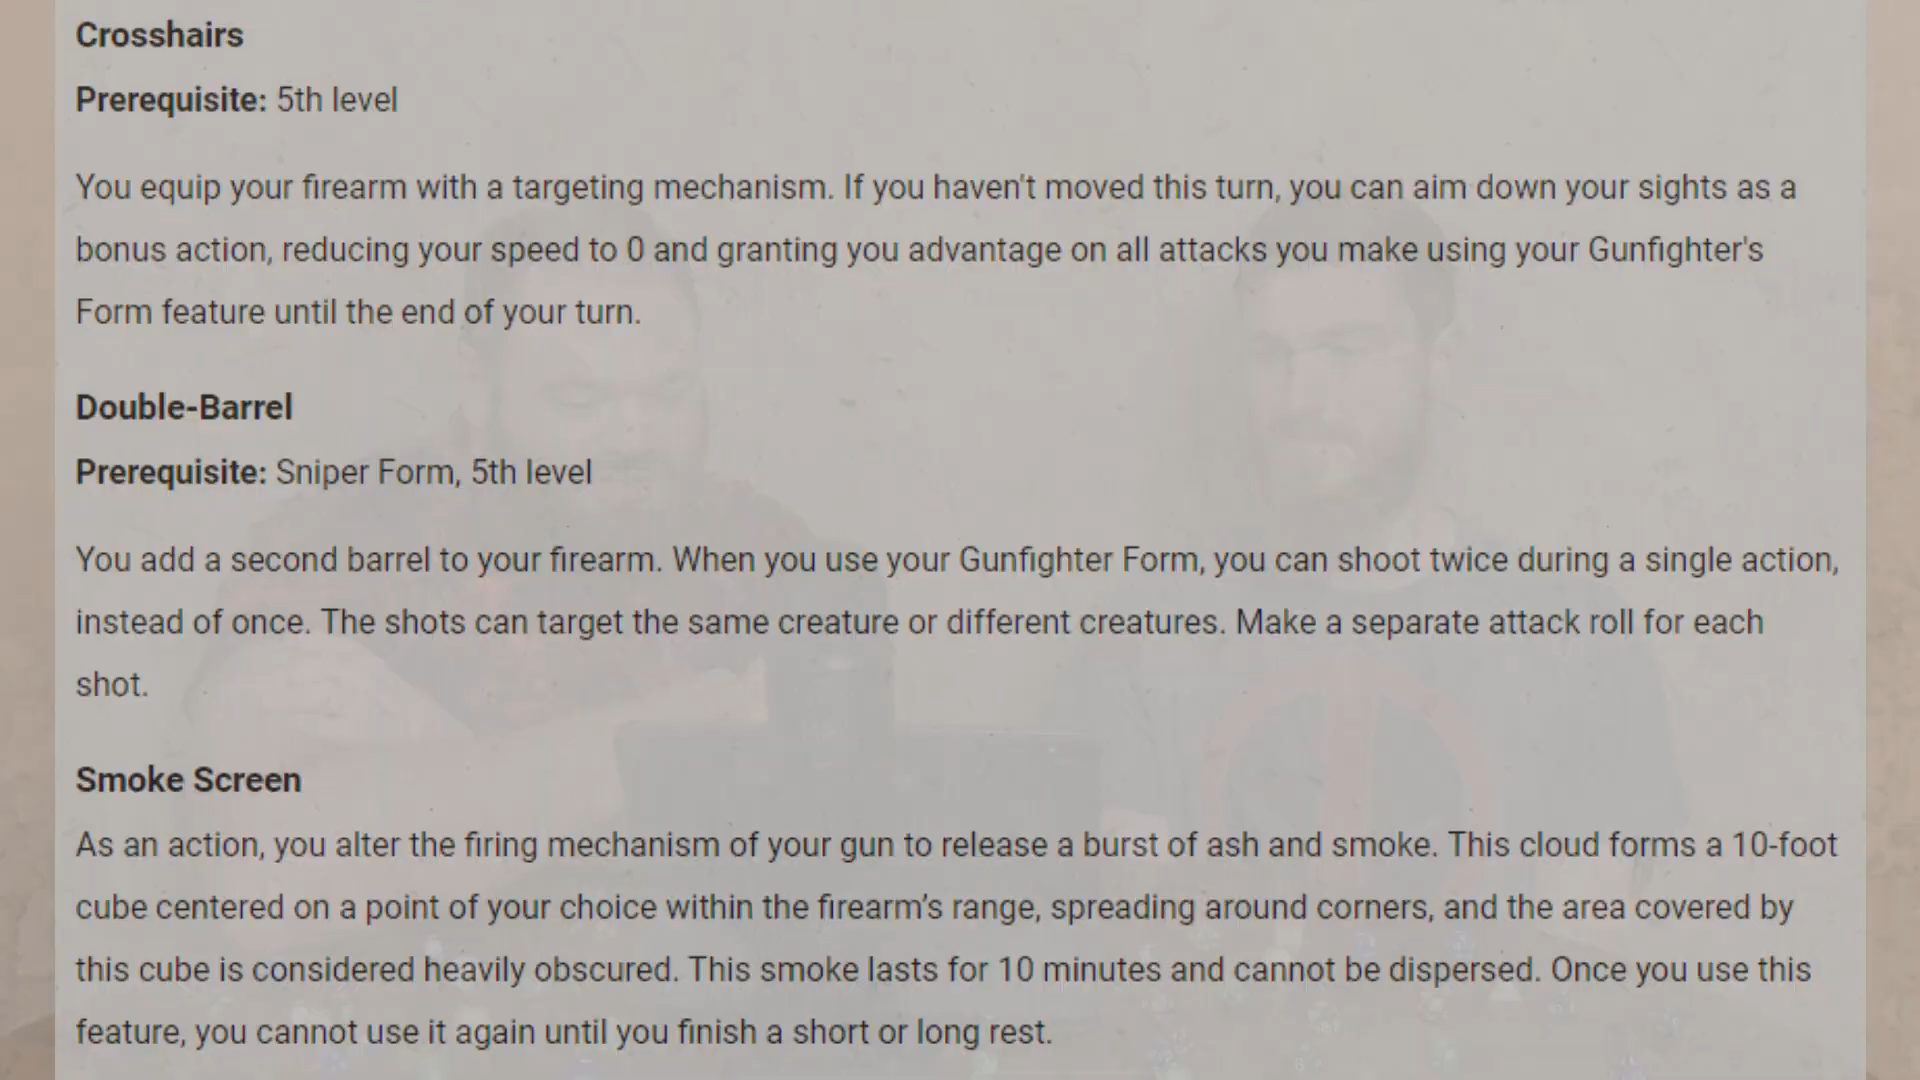 Crosshairs
Prerequisite: 5th level
You equip your firearm with a targeting mechanism. If you haven't moved this turn, you can aim down your sights as a
bonus action, reducing your speed to 0 and granting you advantage on all attacks you make using your Gunfighter's
Form feature until the end of your turn.
Double-Barrel
Prerequisite: Sniper Form, 5th level
You add a second barrel to your firearm. When you use your Gunfighter Form, you can shoot twice during a single action,
instead of once. The shots can target the same creature or different creatures. Make a separate attack roll for each
shot.
Smoke Screen
As an action, you alter the firing mechanism of your gun to release a burst of ash and smoke. This cloud forms a 10-foot
cube centered on a point of your choice within the firearm’s range, spreading around corners, and the area covered by
this cube is considered heavily obscured. This smoke lasts for 10 minutes and cannot be dispersed. Once you use this
feature, you cannot use it again until you finish a short or long rest.